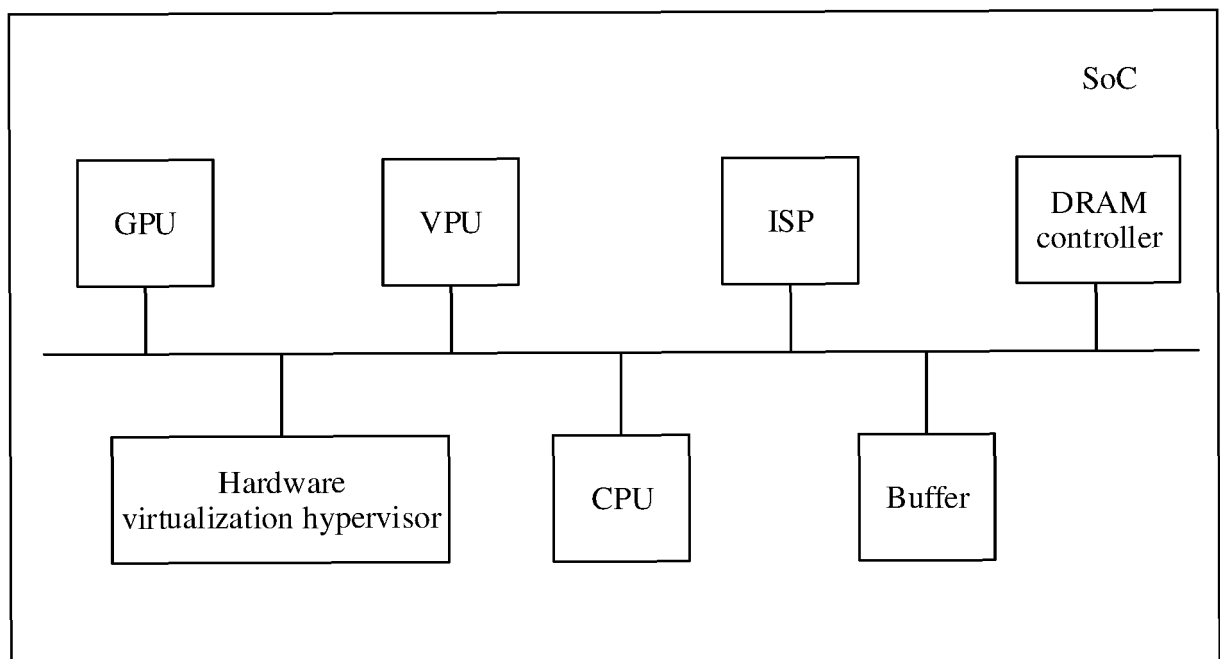 SoC
GPU
VPU
ISP
DRAM
controller
Hardware
virtualization hypervisor
CPU
Buffer